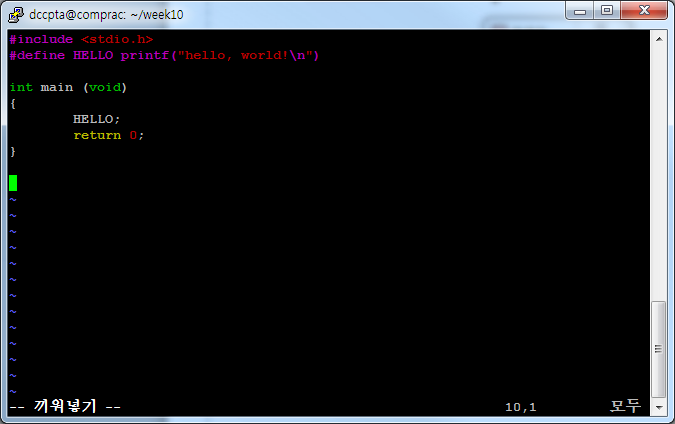 dccpta@comprac: ~/week10
#include <stdio.h>
#define HELLO printf("hello, world!\n")
int main (void)
{
        HELLO;
        return 0;
}
~
~
~
~
~
~
~
~
~
~
~
~
~
-- 끼워넣기 -- 10,1 모두